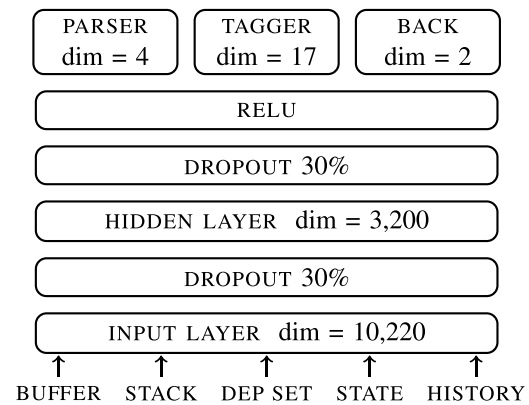 PARSER
dim = 4
TAGGER
dim = 17
BACK
dim = 2
RELU
DROPOUT 30%
HIDDEN LAYER dim = 3,200
DROPOUT 30%
INPUT LAYER dim = 10,220
BUFFER STACK DEP SET STATE HISTORY